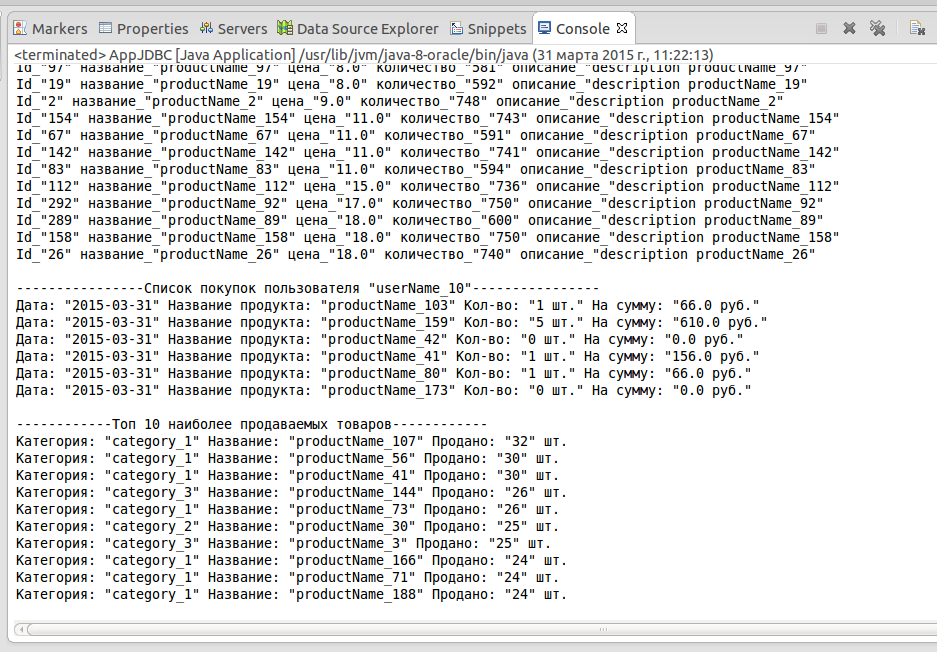 Markers Properties Servers Data Source Explorer Snippets Console
<terminated> AppJDBC [Java Application] /usr/lib/jvm/java-8-oracle/bin/java (31 марта 2015 г., 11:22:13)
Id_"97" название_"productName_97" цена_"8.0" количество_"581" описание_"description productName_97"
Id_"19" название_"productName_19" цена_"8.0" количество_"592" описание_"description productName_19"
Id_"2" название_"productName_2" цена_"9.0" количество_"748" описание_"description productName_2"
Id_"154" название_"productName_154" цена_"11.0" количество_"743" описание_"description productName_154"
Id_"67" название_"productName_67" цена_"11.0" количество_"591" описание_"description productName_67"
Id_"142" название_"productName_142" цена_"11.0" количество_"741" описание_"description productName_142"
Id_"83" название_"productName_83" цена_"11.0" количество_"594" описание_"description productName_83"
Id_"112" название_"productName_112" цена_"15.0" количество_"736" описание_"description productName_112"
Id_"292" название_"productName_92" цена_"17.0" количество_"750" описание_"description productName_92"
Id_"289" название_"productName_89" цена_"18.0" количество_"600" описание_"description productName_89"
Id_"158" название_"productName_158" цена_"18.0" количество_"750" описание_"description productName_158"
Id_"26" название_"productName_26" цена_"18.0" количество_"740" описание_"description productName_26"
----------------Список покупок пользователя "userName_10"----------------
Дата: "2015-03-31" Название продукта: "productName_103" Кол-во: "1 шт." На сумму: "66.0 руб."
Дата: "2015-03-31" Название продукта: "productName_159" Кол-во: "5 шт." На сумму: "610.0 руб."
Дата: "2015-03-31" Название продукта: "productName_42" Кол-во: "0 шт." На сумму: "0.0 руб."
Дата: "2015-03-31" Название продукта: "productName_41" Кол-во: "1 шт." На сумму: "156.0 руб."
Дата: "2015-03-31" Название продукта: "productName_80" Кол-во: "1 шт." На сумму: "66.0 руб."
Дата: "2015-03-31" Название продукта: "productName_173" Кол-во: "0 шт." На сумму: "0.0 руб."
------------Топ 10 наиболее продаваемых товаров------------
Категория: "category_1" Название: "productName_107" Продано: "32" шт.
Категория: "category_1" Название: "productName_56" Продано: "30" шт.
Категория: "category_1" Название: "productName_41" Продано: "30" шт.
Категория: "category_3" Название: "productName_144" Продано: "26" шт.
Категория: "category_1" Название: "productName_73" Продано: "26" шт.
Категория: "category_2" Название: "productName_30" Продано: "25" шт.
Категория: "category_3" Название: "productName_3" Продано: "25" шт.
Категория: "category_1" Название: "productName_166" Продано: "24" шт.
Категория: "category_1" Название: "productName_71" Продано: "24" шт.
Категория: "category_1" Название: "productName_188" Продано: "24" шт.